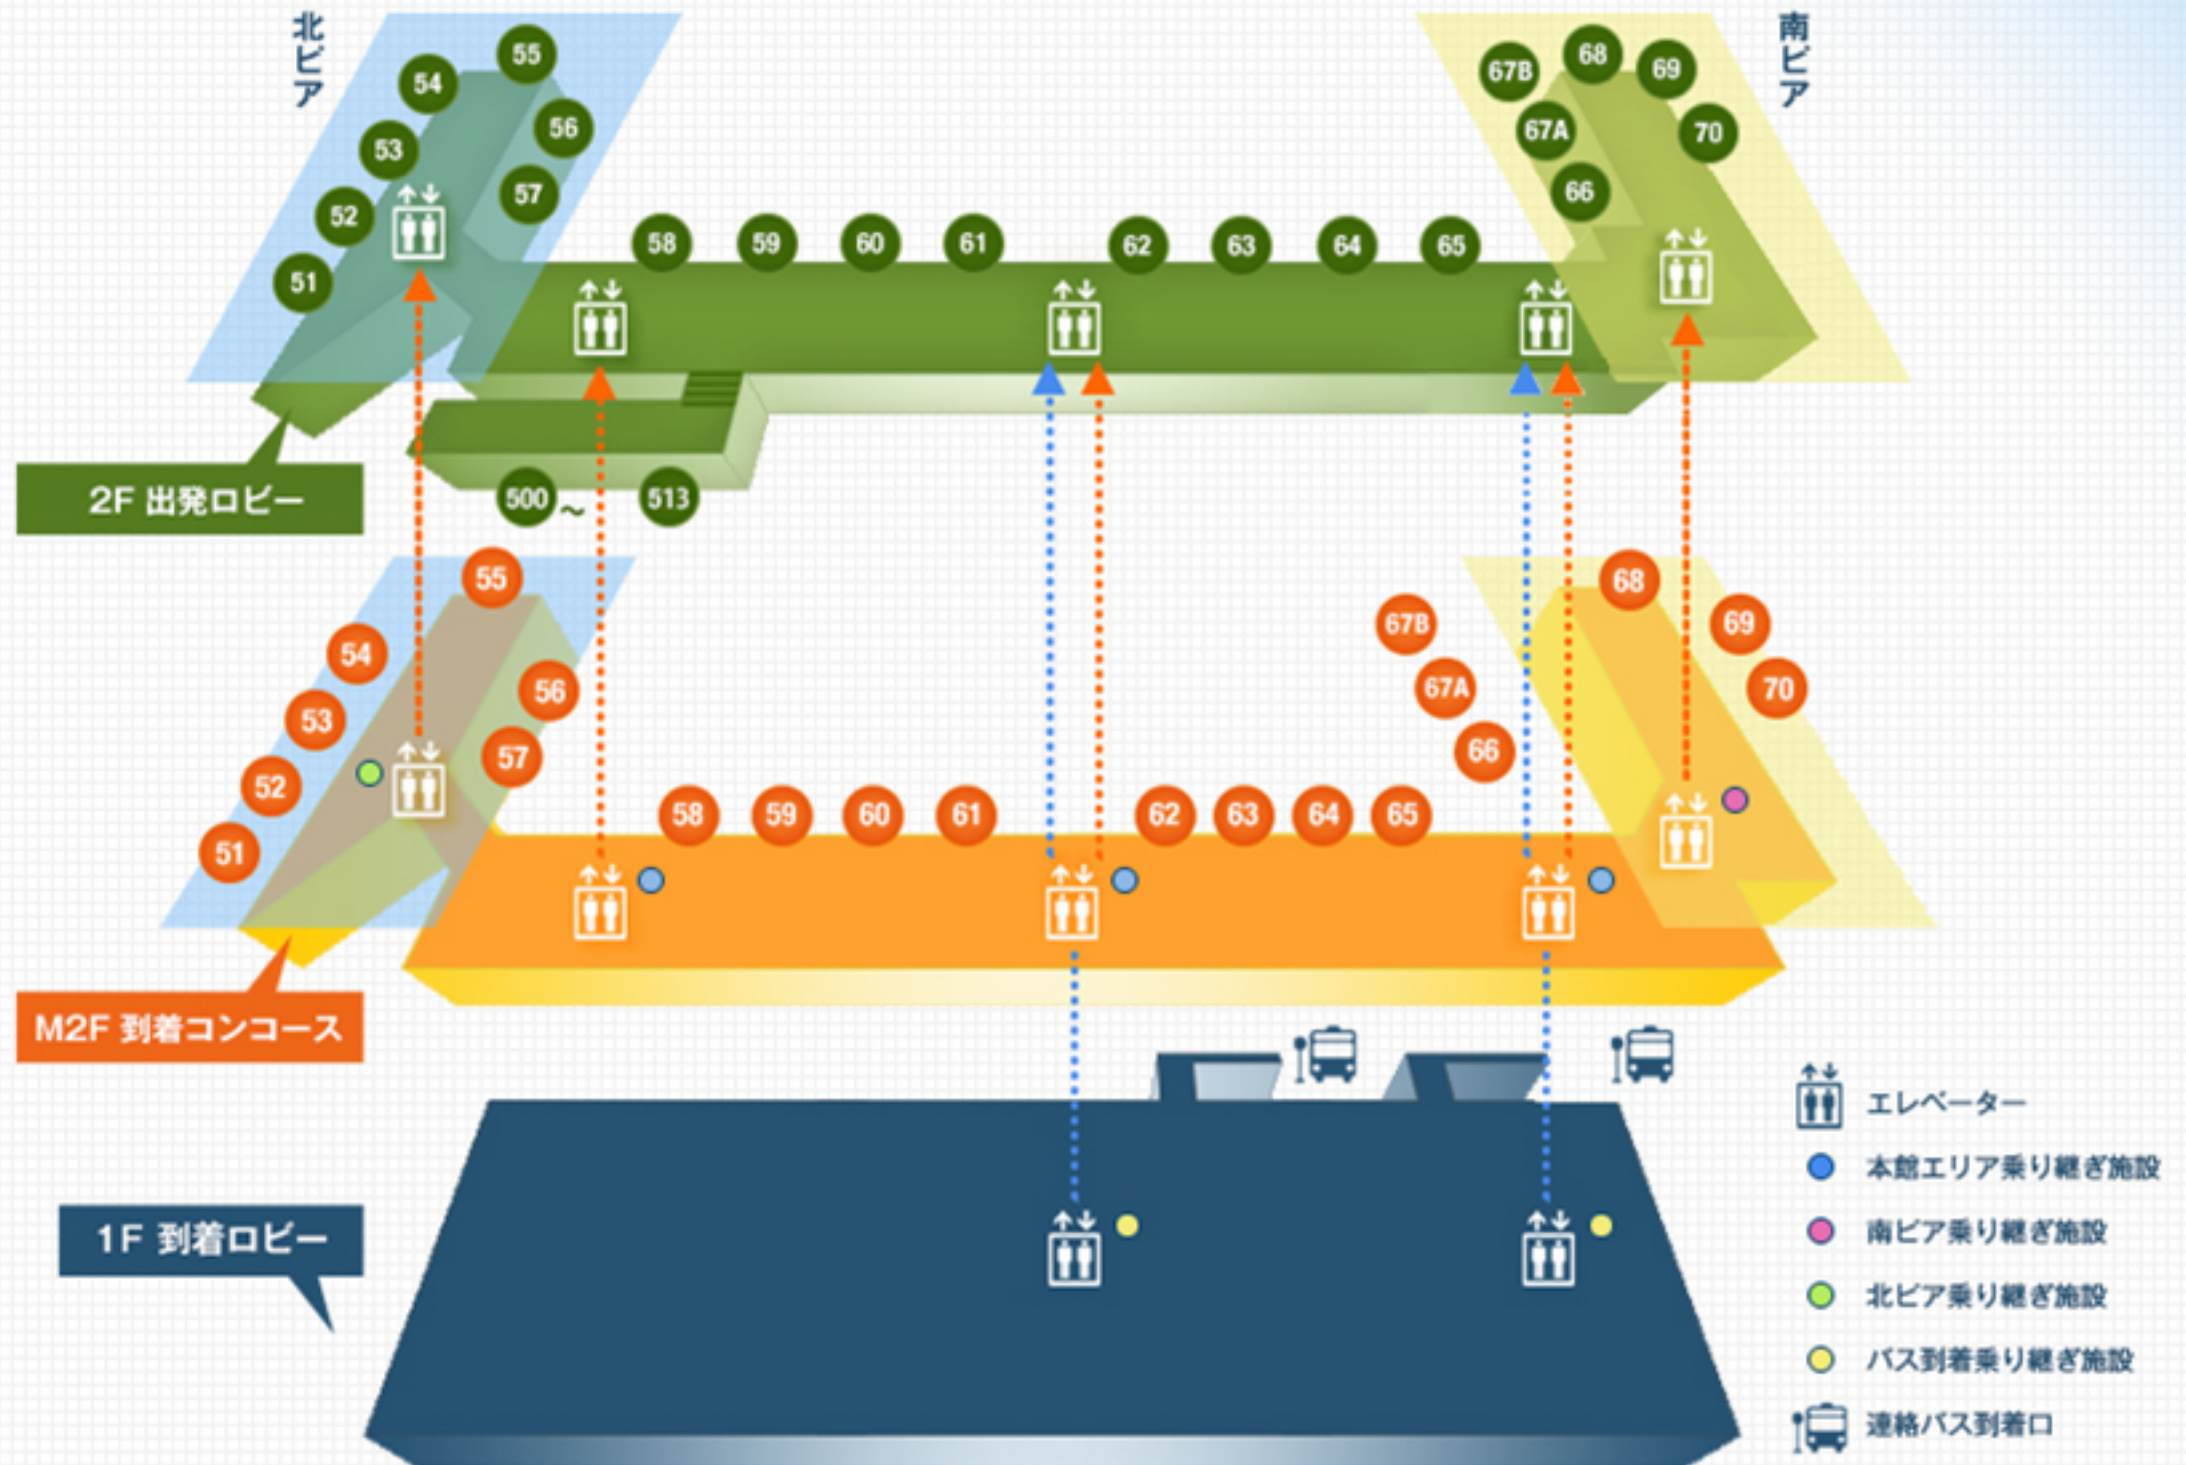 北ピア
南ピア
55
54
56
53
57
52
51
67B
68
69
67A
70
66
58
59
60
61
62
63
64
65
2F 出発ロビー
500
～
513
55
54
56
53
57
52
51
68
67B
69
67A
70
66
58
59
60
61
62
63
64
65
M2F 到着コンコース
1F 到着ロビー
エレベーター
本館エリア乗り継ぎ施設
南ピア乗り継ぎ施設
北ピア乗り継ぎ施設
バス到着乗り継ぎ施設
連絡バス到着口